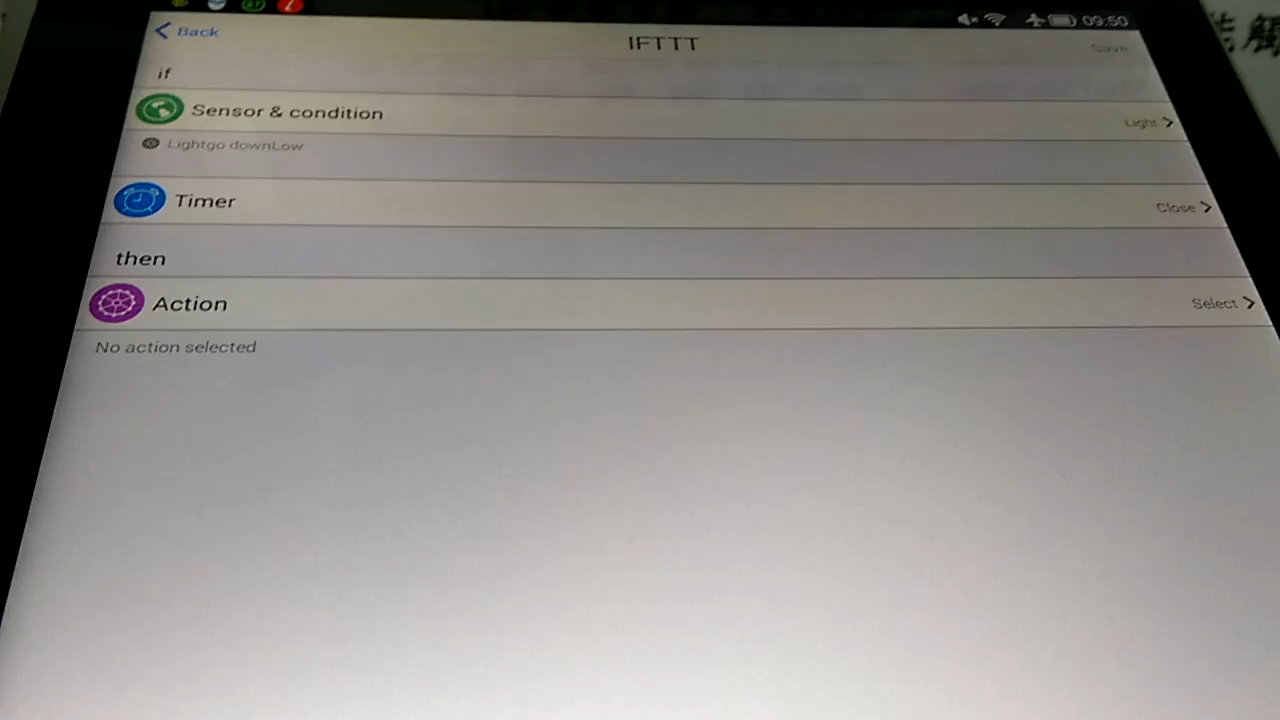 09:50
Back
IFTTT
Save
if
Sensor & condition
Light
Lightgo downLow
Timer
Close
then
Action
Select
No action selected